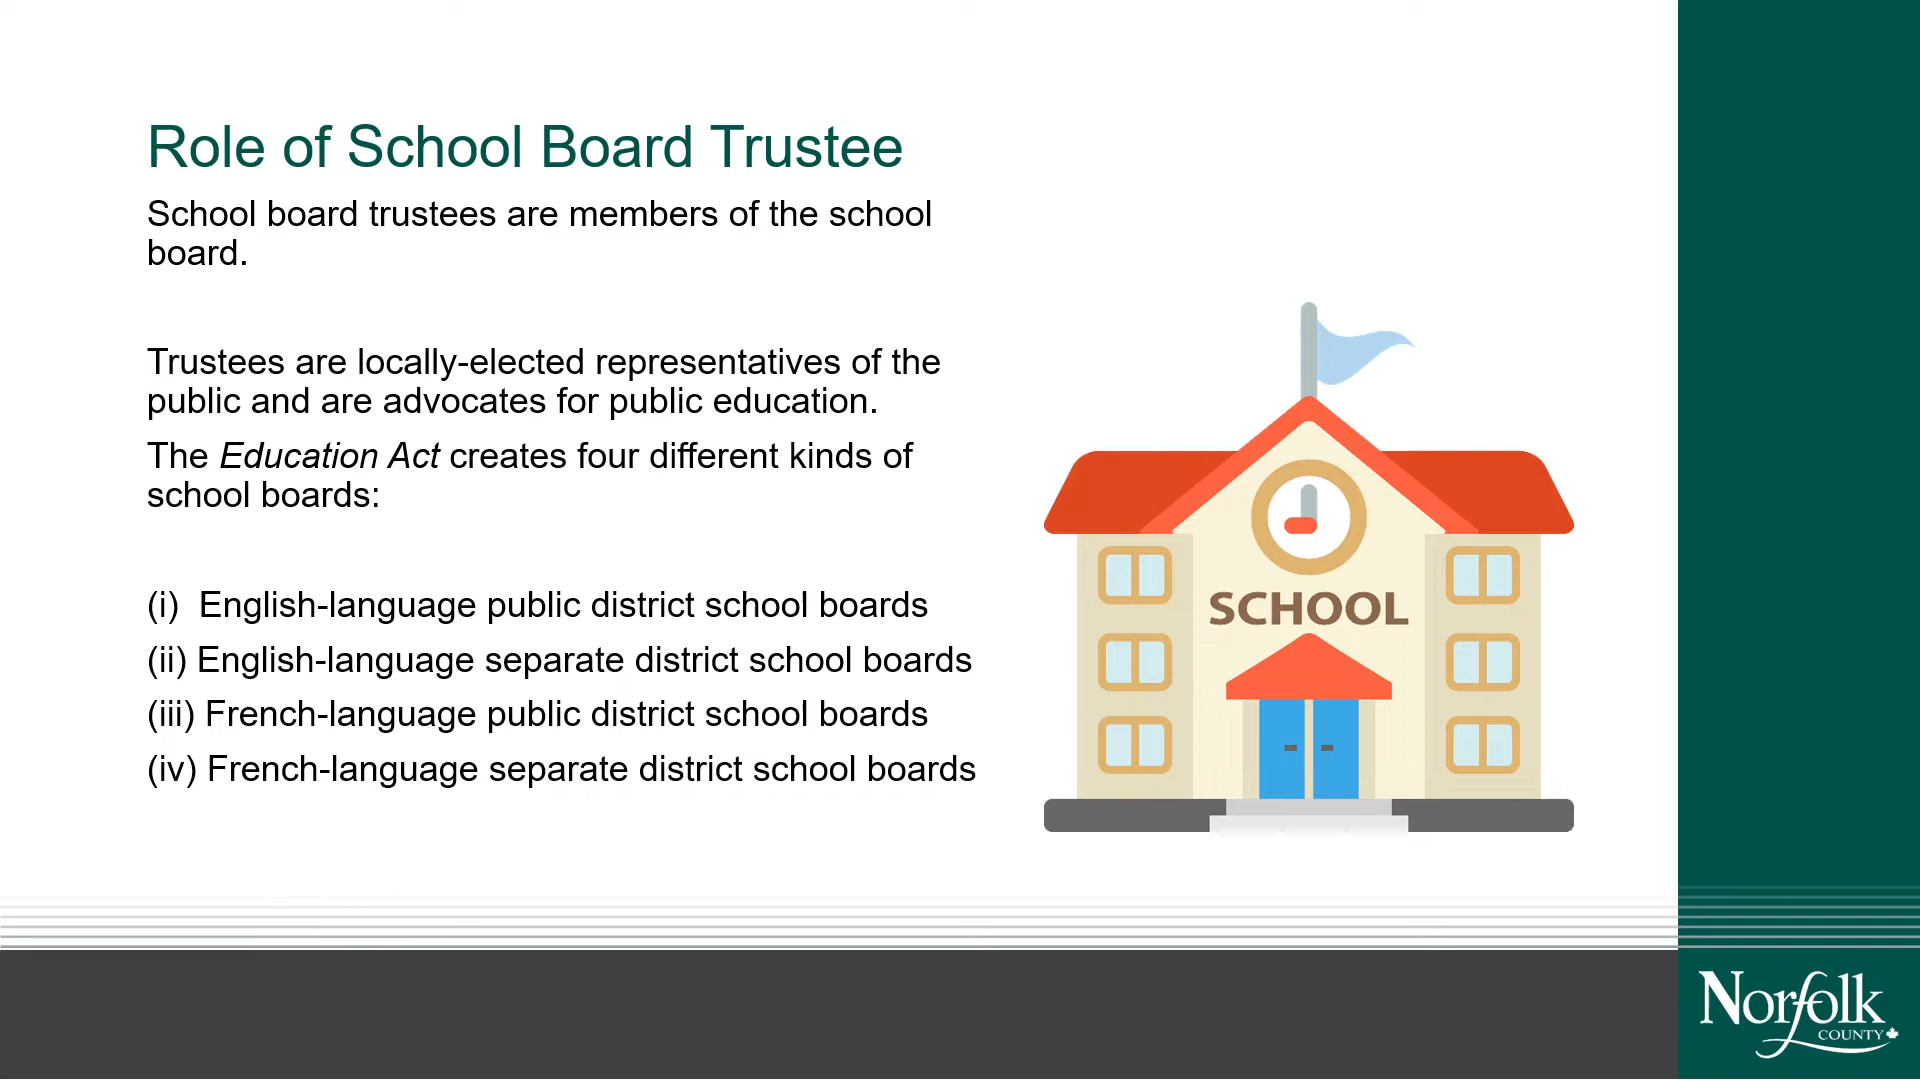 Role of School Board Trustee
School board trustees are members of the school
board.
Trustees are locally-elected representatives of the
public and are advocates for public education.
The Education Act creates four different kinds of
school boards:
(i) English-language public district school boards
(ii) English-language separate district school boards
(iii) French-language public district school boards
(iv) French-language separate district school boards
SCHOOL
Norfolk
COUNTY